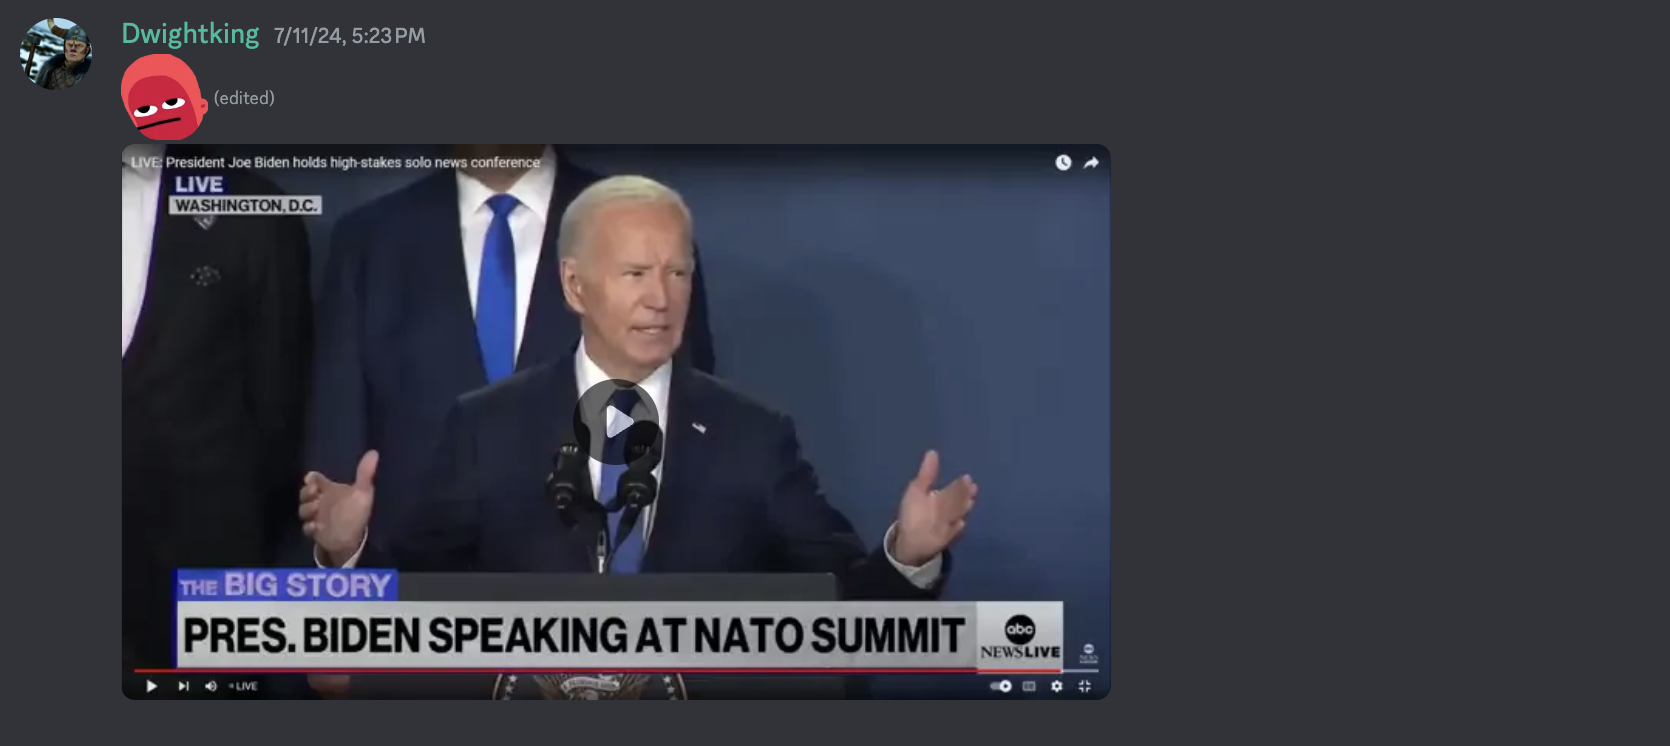 Dwightking 7/11/24, 5:23 PM
(edited)
LIVE: President Joe Biden holds high-stakes solo news conference
LIVE
WASHINGTON, D.C.
THE BIG STORY
PRES. BIDEN SPEAKING AT NATO SUMMIT
abc
NEWS LIVE
LIVE